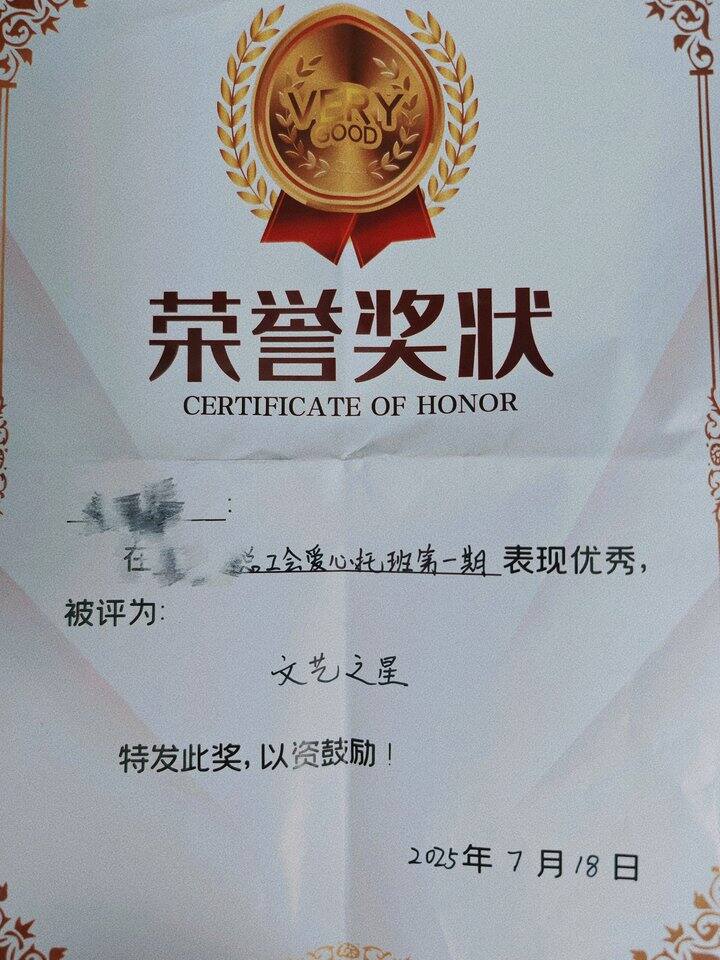 VERY
GOOD
荣誉奖状
CERTIFICATE OF HONOR
:
在 总工会爱心托班第一期 表现优秀,
被评为:
文艺之星
特发此奖,以资鼓励!
2025年 7 月 18 日